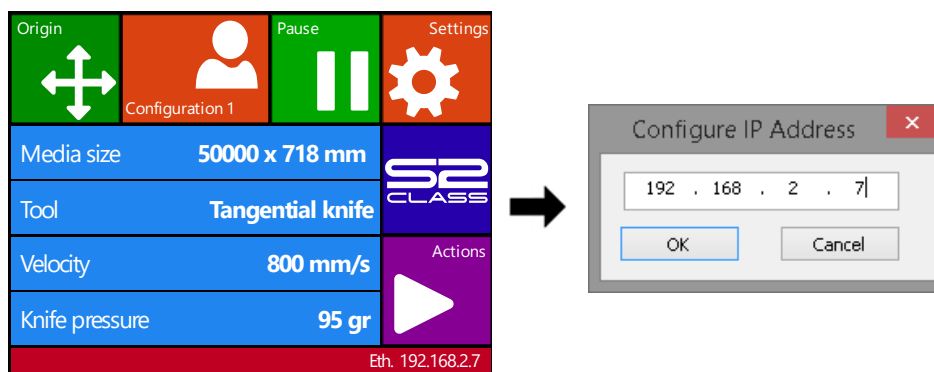 Origin
Configuration 1
Pause
Settings
Media size 50000 x 718 mm
S2
CLASS
Tool Tangential knife
Velocity 800 mm/s
Actions
Knife pressure 95 gr
Eth. 192.168.2.7
Configure IP Address
192 . 168 . 2 . 7
OK Cancel